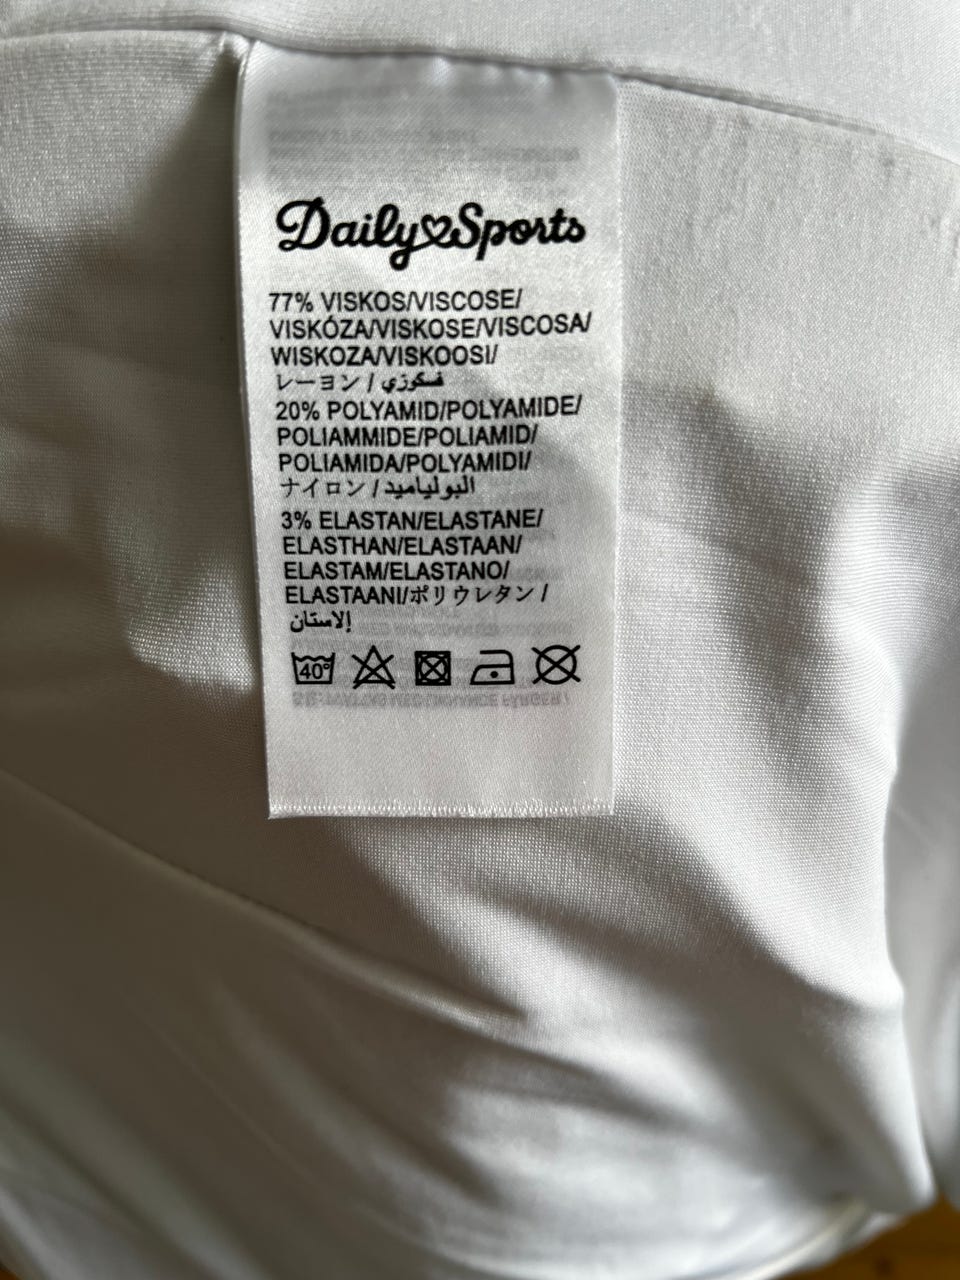 Daily Sports
77% VISKOS/VISCOSE/
VISKÓZA/VISKOSE/VISCOSA/
WISKOZA/VISKOOSI/
レーヨン / فسكوزي
20% POLYAMID/POLYAMIDE/
POLIAMMIDE/POLIAMID/
POLIAMIDA/POLYAMIDI/
ナイロン / البولياميد
3% ELASTAN/ELASTANE/
ELASTHAN/ELASTAAN/
ELASTAM/ELASTANO/
ELASTAANI/ポリウレタン /
إلاستان
40°